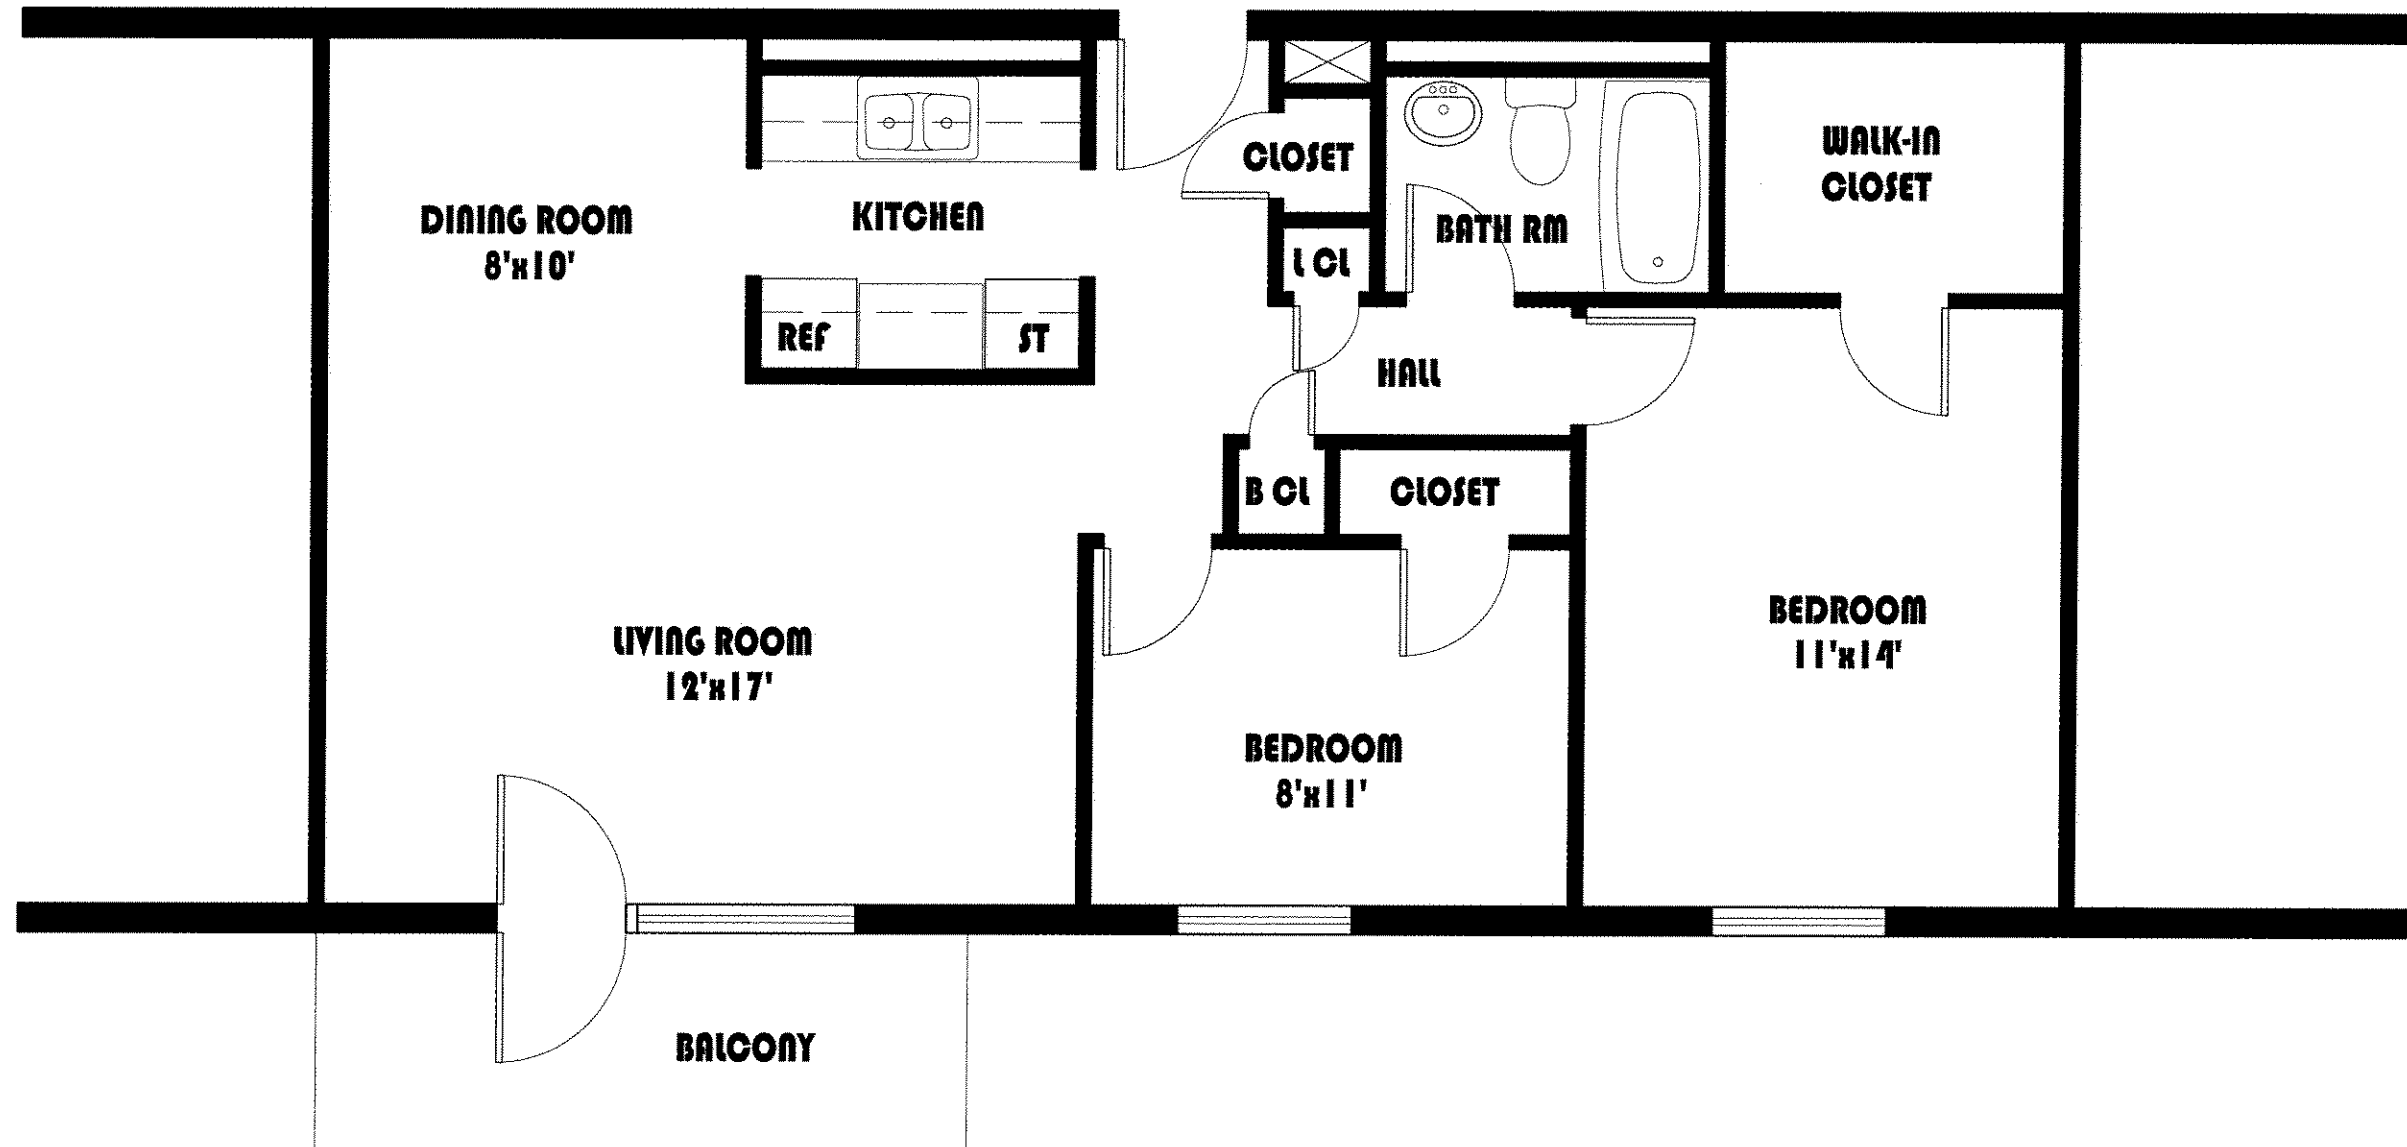 DINING ROOM
8'x10'
KITCHEN
REF
ST
CLOSET
L CL
BATH RM
WALK-IN
CLOSET
HALL
B CL
CLOSET
LIVING ROOM
12'x17'
BEDROOM
8'x11'
BEDROOM
11'x14'
BALCONY